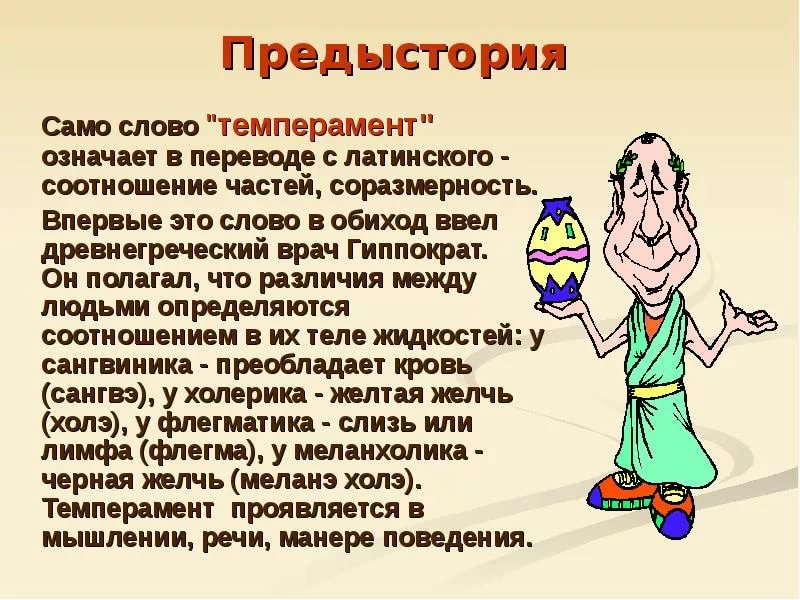 Предыстория
Само слово "темперамент"
означает в переводе с латинского -
соотношение частей, соразмерность.
Впервые это слово в обиход ввел
древнегреческий врач Гиппократ.
Он полагал, что различия между
людьми определяются
соотношением в их теле жидкостей: у
сангвиника - преобладает кровь
(сангвэ), у холерика - желтая желчь
(холэ), у флегматика - слизь или
лимфа (флегма), у меланхолика -
черная желчь (меланэ холэ).
Темперамент проявляется в
мышлении, речи, манере поведения.